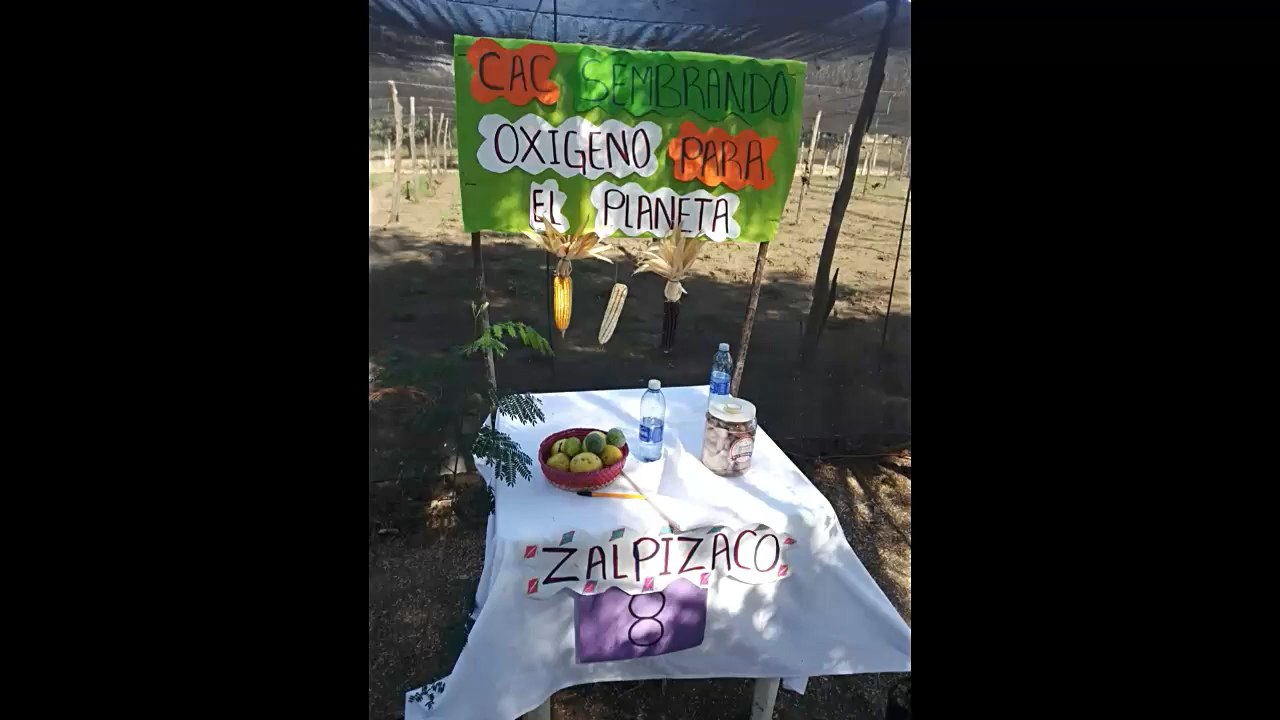 CAC SEMBRANDO
OXIGENO PARA
EL PLANETA
ZALPIZACO
8